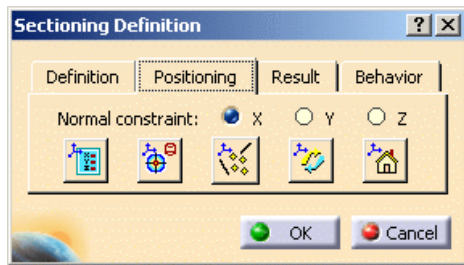 Sectioning Definition
Definition Positioning Result Behavior
Normal constraint: X Y Z
OK Cancel